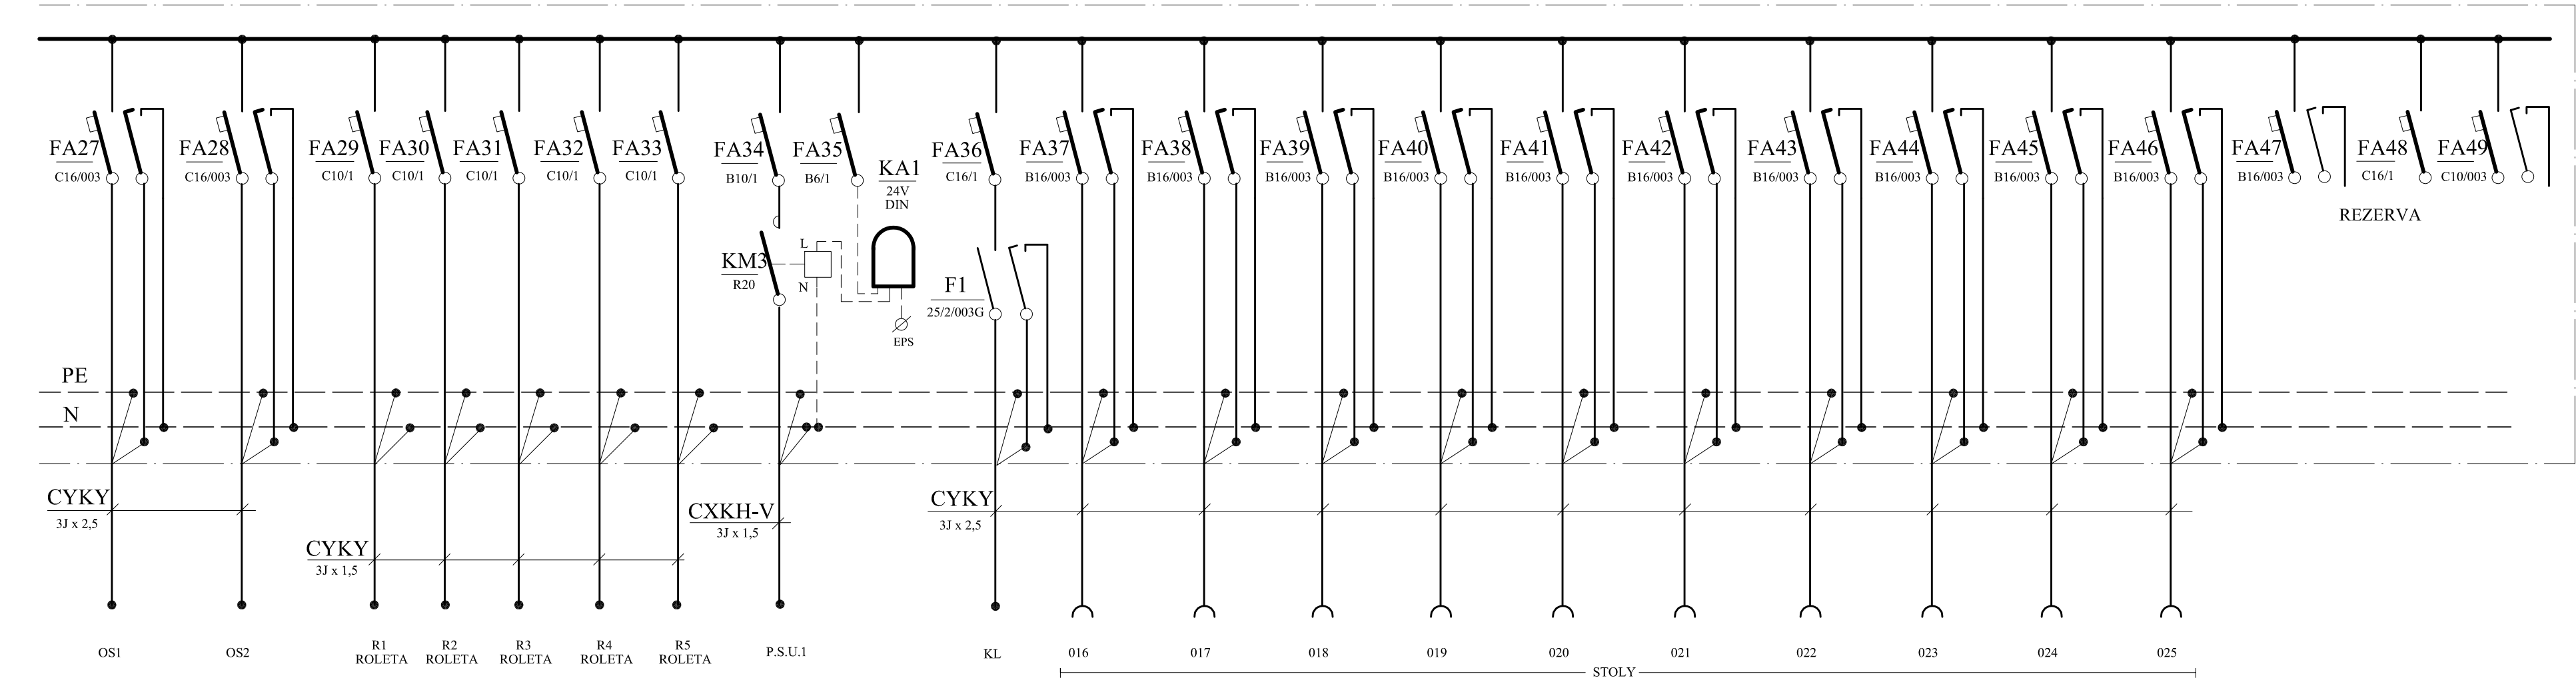 FA27
C16/003
FA28
C16/003
FA29
C10/1
FA30
C10/1
FA31
C10/1
FA32
C10/1
FA33
C10/1
FA34
B10/1
FA35
B6/1
KA1
24V
DIN
FA36
C16/1
FA37
B16/003
FA38
B16/003
FA39
B16/003
FA40
B16/003
FA41
B16/003
FA42
B16/003
FA43
B16/003
FA44
B16/003
FA45
B16/003
FA46
B16/003
FA47
B16/003
FA48
C16/1
FA49
C10/003
REZERVA
KM3
R20
L
N
F1
25/2/003G
EPS
PE
N
CYKY
3J x 2,5
CYKY
3J x 1,5
CXKH-V
3J x 1,5
CYKY
3J x 2,5
OS1
OS2
R1
ROLETA
R2
ROLETA
R3
ROLETA
R4
ROLETA
R5
ROLETA
P.S.U.1
KL
016
017
018
019
020
021
022
023
024
025
STOLY